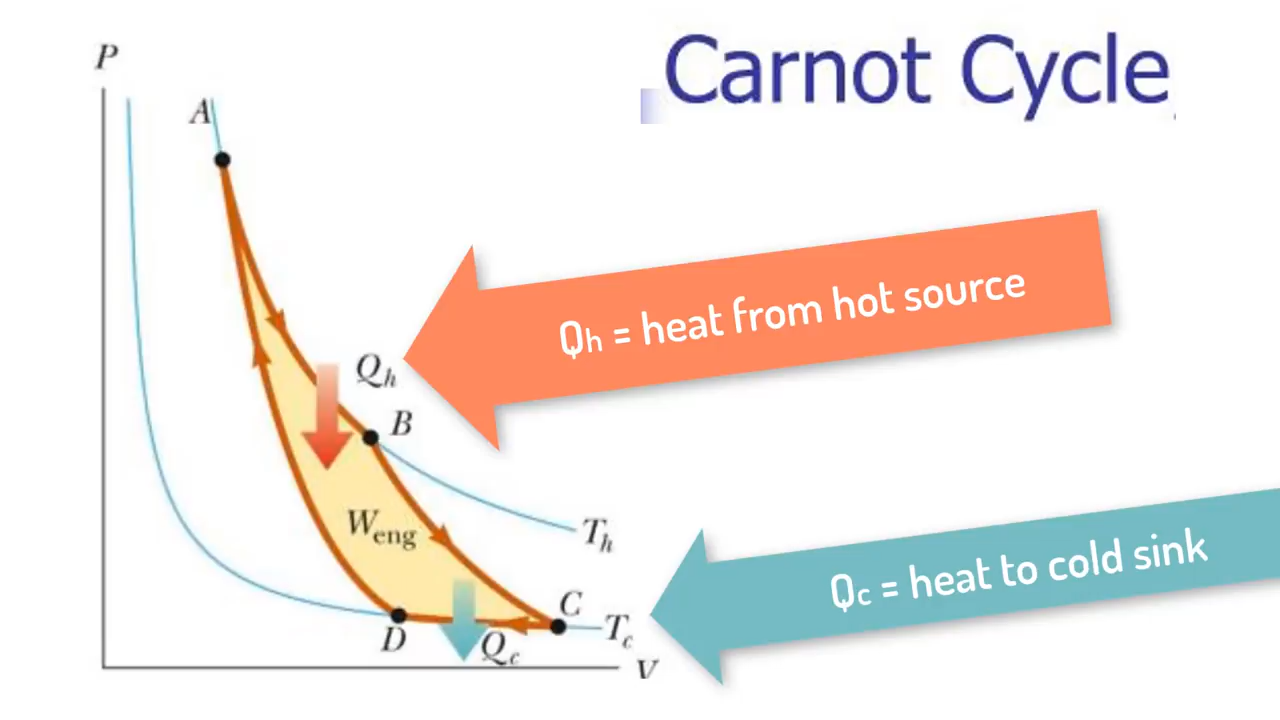 Carnot Cycle
P
A
Qh = heat from hot source
Qh
B
Weng
Th
Qc = heat to cold sink
C
D
Tc
Qc
V